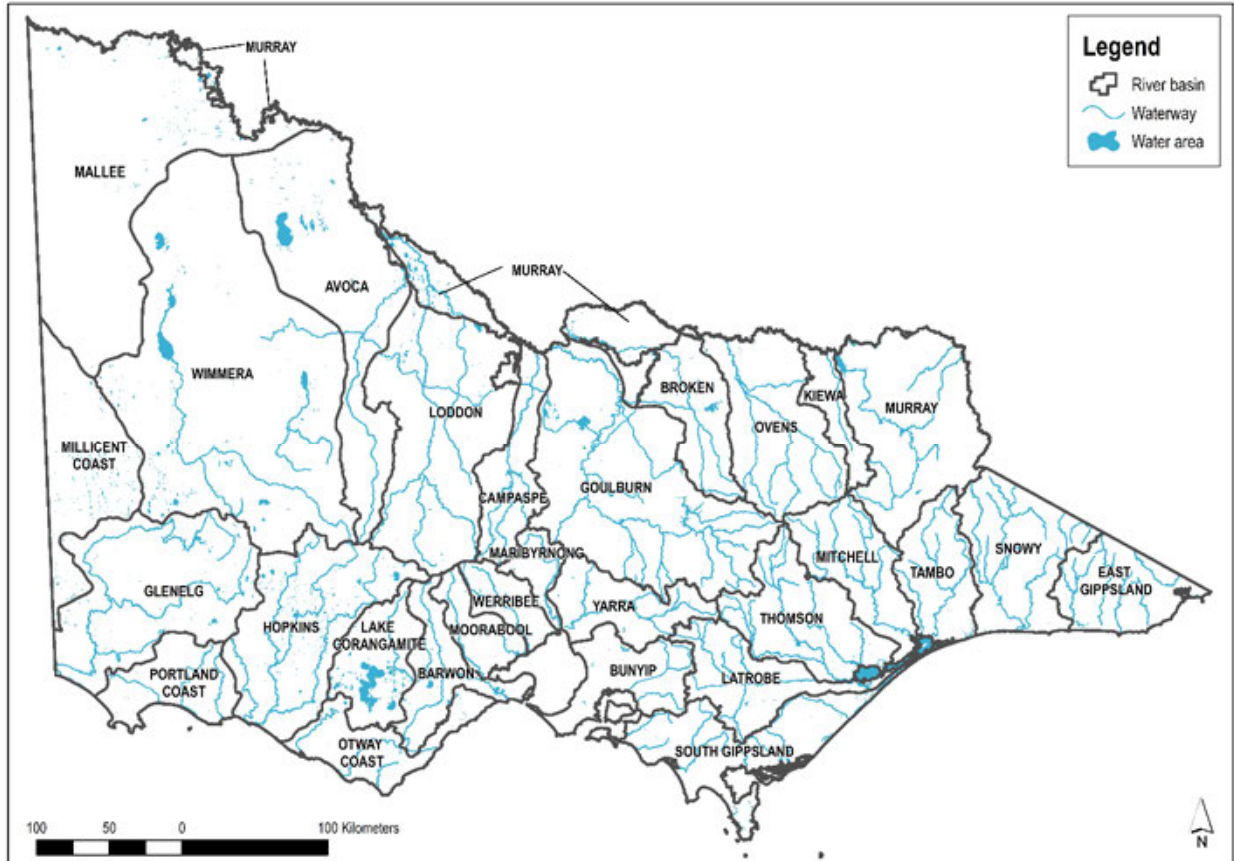 MURRAY
Legend
River basin
Waterway
Water area
MALLEE
MURRAY
AVOCA
WIMMERA
BROKEN
KIEWA
MURRAY
LODDON
OVENS
MILLICENT
COAST
CAMPASPE
GOULBURN
MARIBYRNONG
MITCHELL
SNOWY
TAMBO
EAST
GIPPSLAND
GLENELG
WERRIBEE
YARRA
THOMSON
HOPKINS
LAKE
CORANGAMITE
MOORABOOL
PORTLAND
COAST
BARWON
BUNYIP
LATROBE
OTWAY
COAST
SOUTH GIPPSLAND
100 50 0 100 Kilometers
N